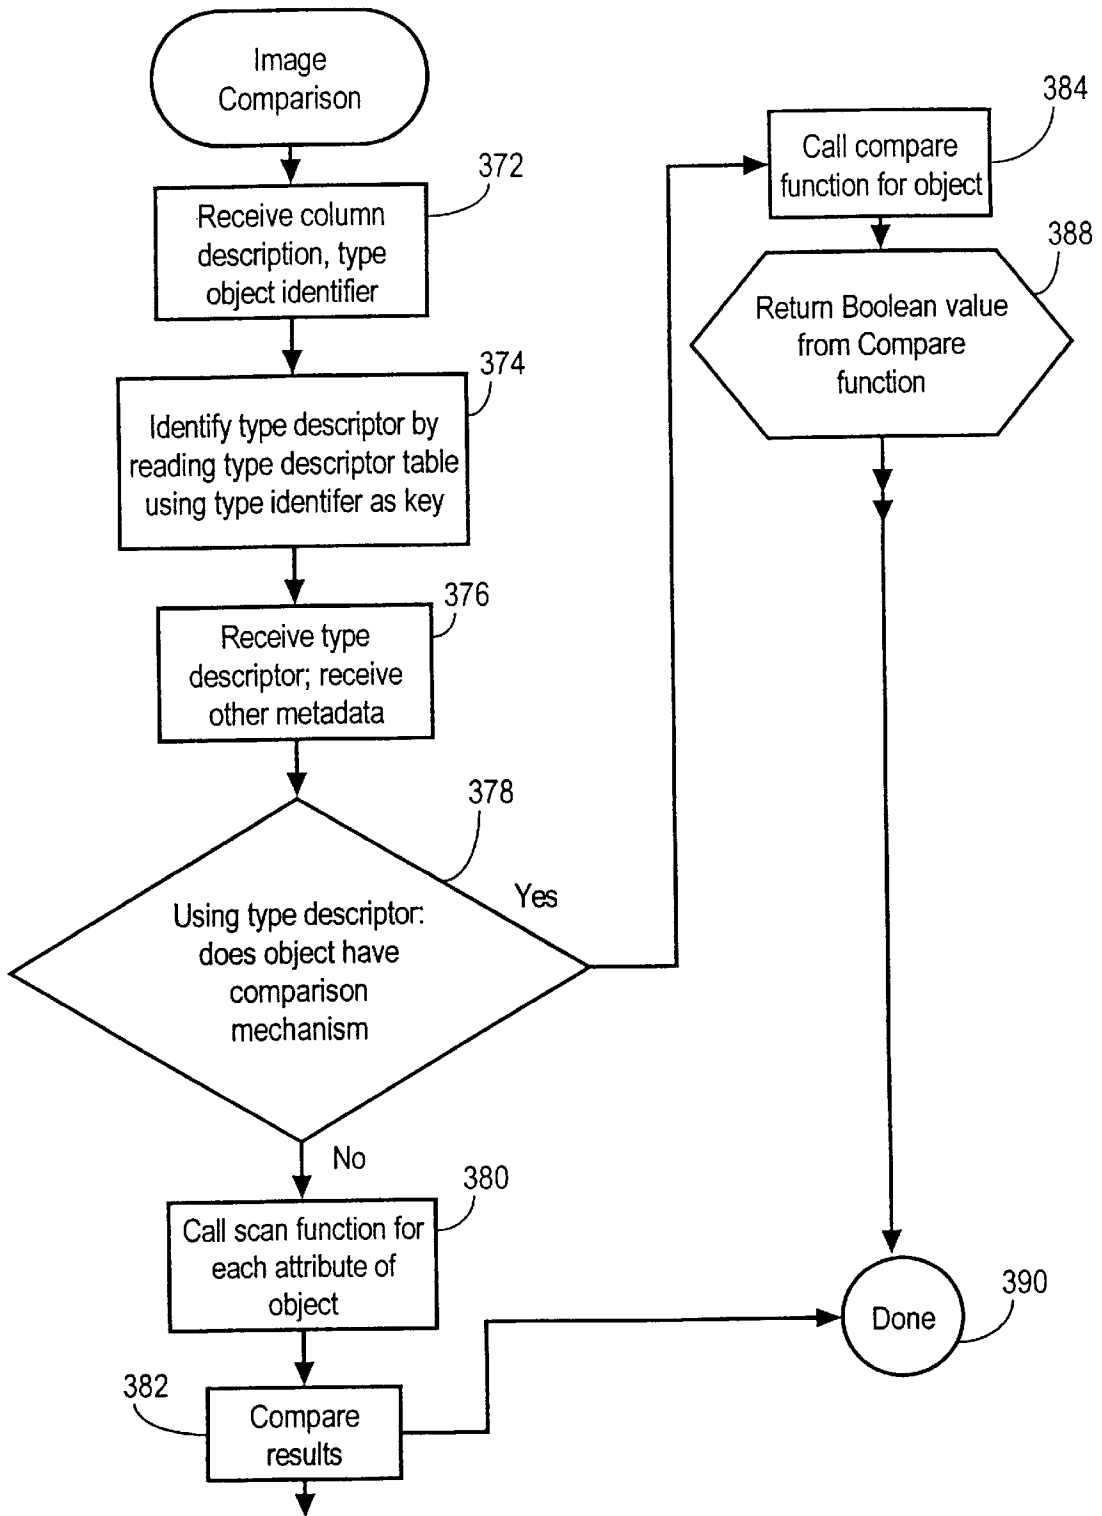 Image
Comparison
372
Receive column
description, type
object identifier
374
Identify type descriptor by
reading type descriptor table
using type identifer as key
376
Receive type
descriptor; receive
other metadata
378
Using type descriptor:
does object have
comparison
mechanism
Yes
No
380
Call scan function for
each attribute of
object
382
Compare
results
384
Call compare
function for object
388
Return Boolean value
from Compare
function
390
Done